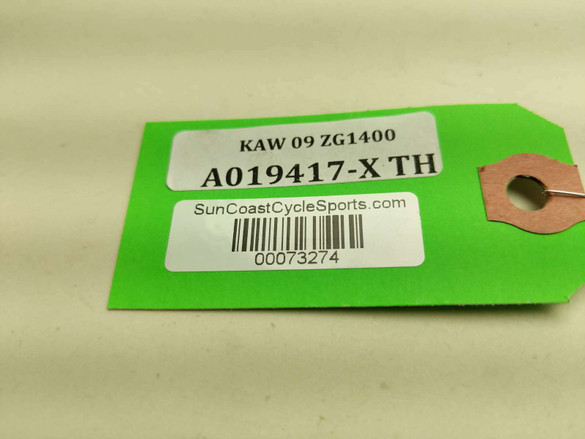 KAW 09 ZG1400
A019417-X TH
SunCoastCycleSports.com
00073274